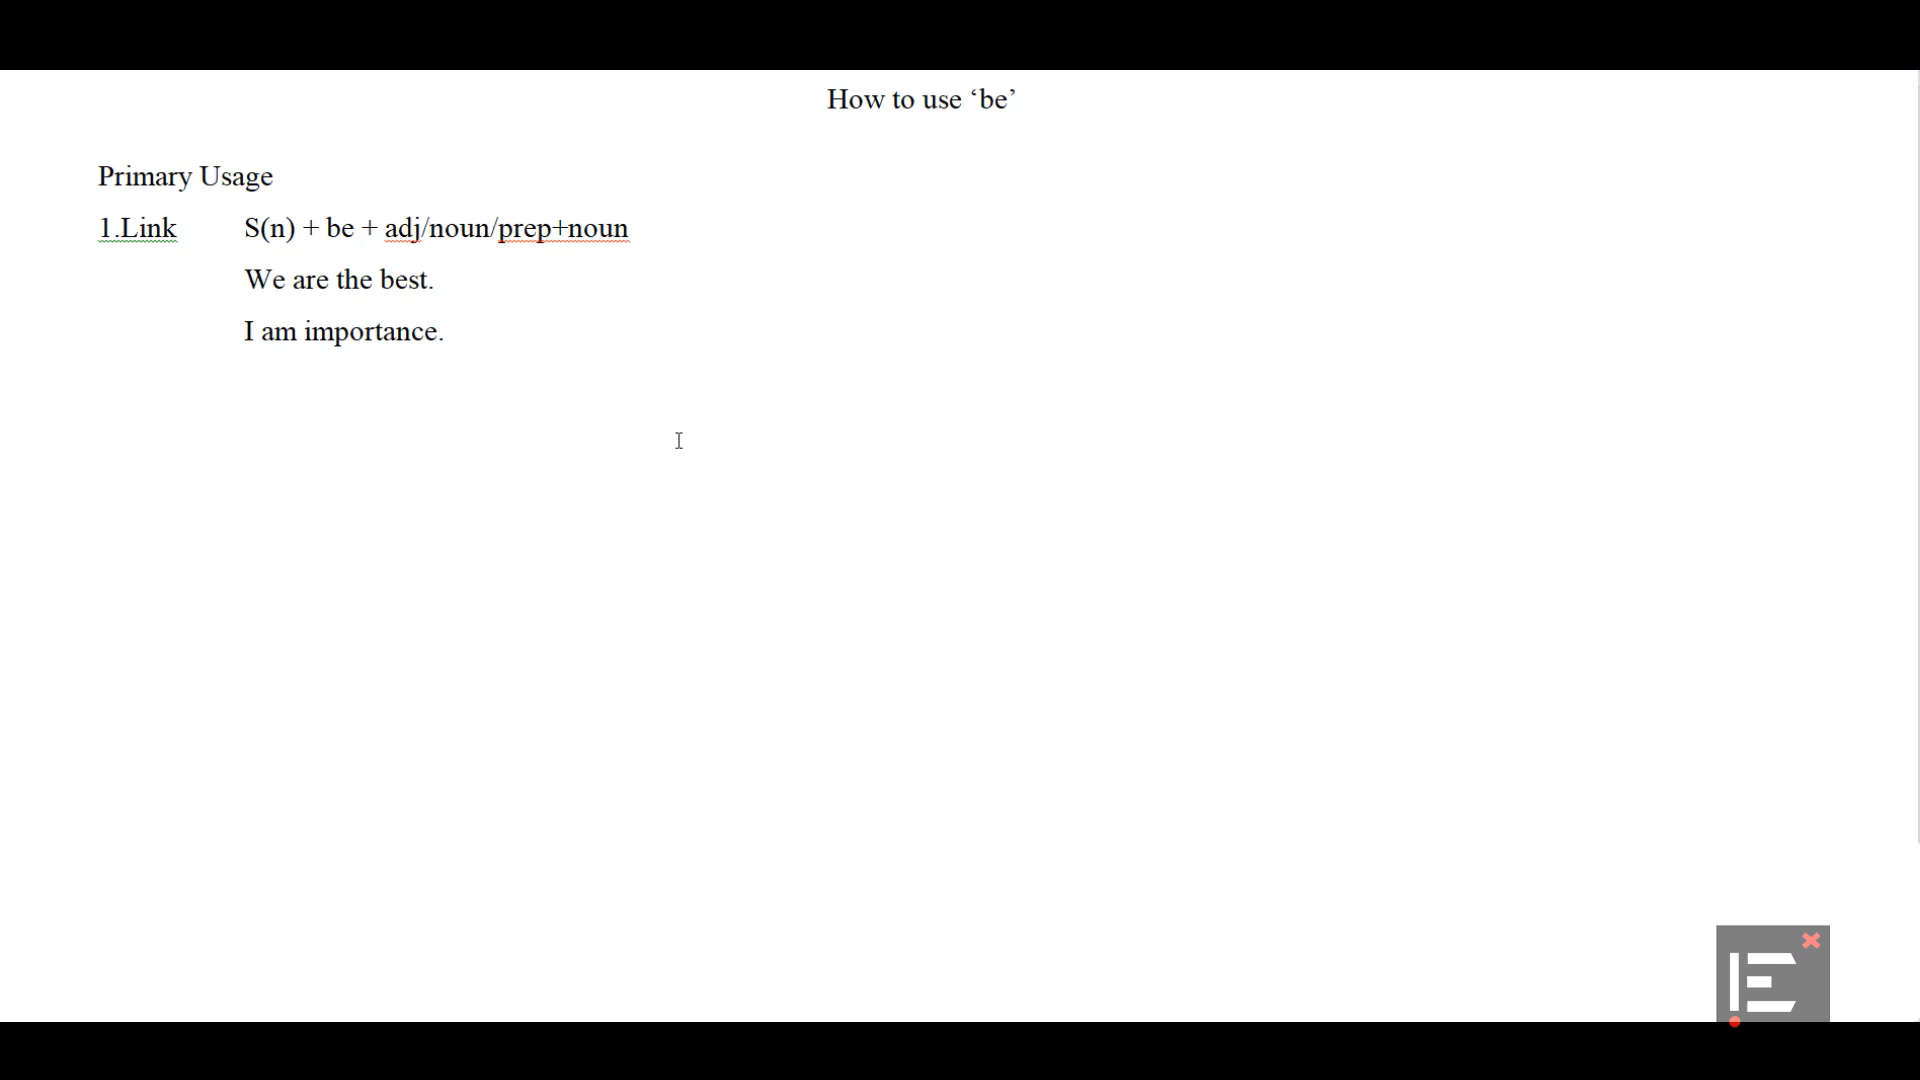 How to use ‘be’
Primary Usage
1.Link S(n) + be + adj/noun/prep+noun
We are the best.
I am importance.